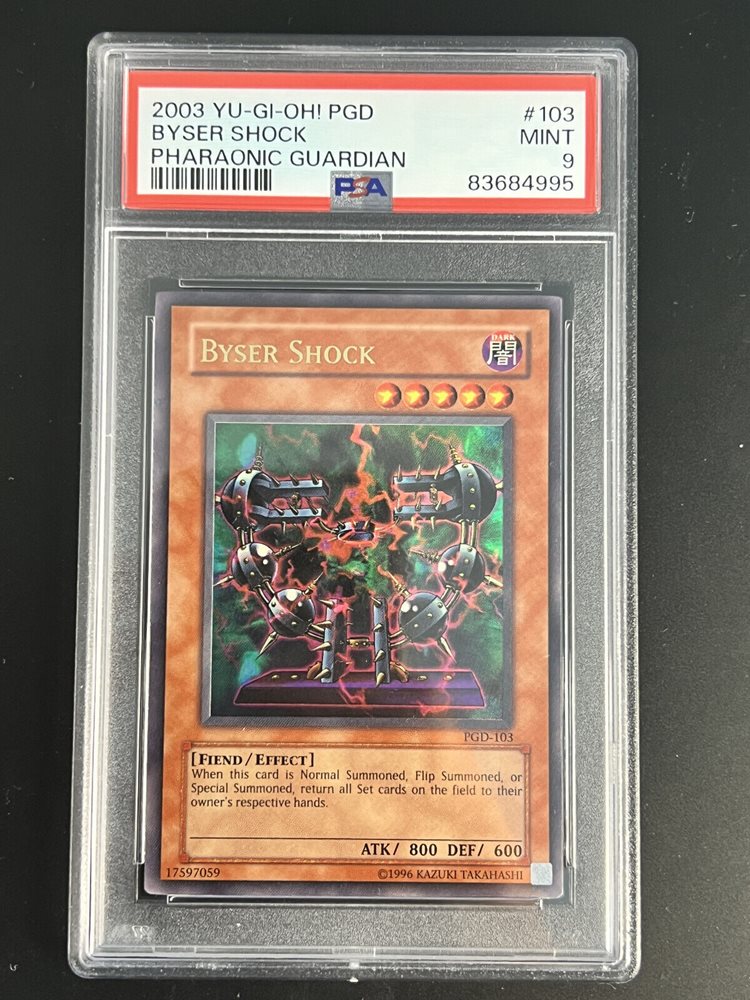 2003 YU-GI-OH! PGD #103
BYSER SHOCK MINT
PHARAONIC GUARDIAN 9
PSA 83684995
BYSER SHOCK
DARK
闇
PGD-103
[FIEND/EFFECT]
When this card is Normal Summoned, Flip Summoned, or
Special Summoned, return all Set cards on the field to their
owner's respective hands.
ATK/ 800 DEF/ 600
17597059 ©1996 KAZUKI TAKAHASHI